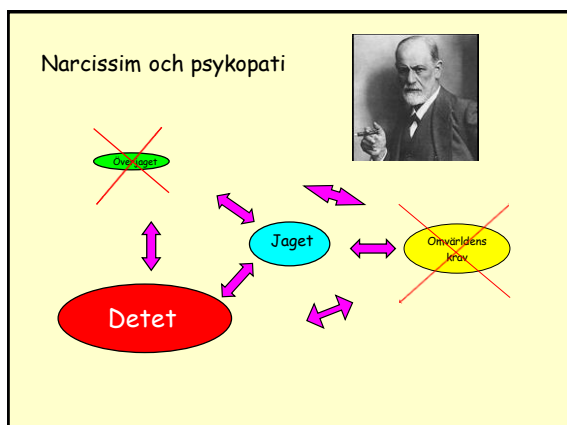 Narcissim och psykopati
Överjaget
Jaget
Omvärldens
krav
Detet